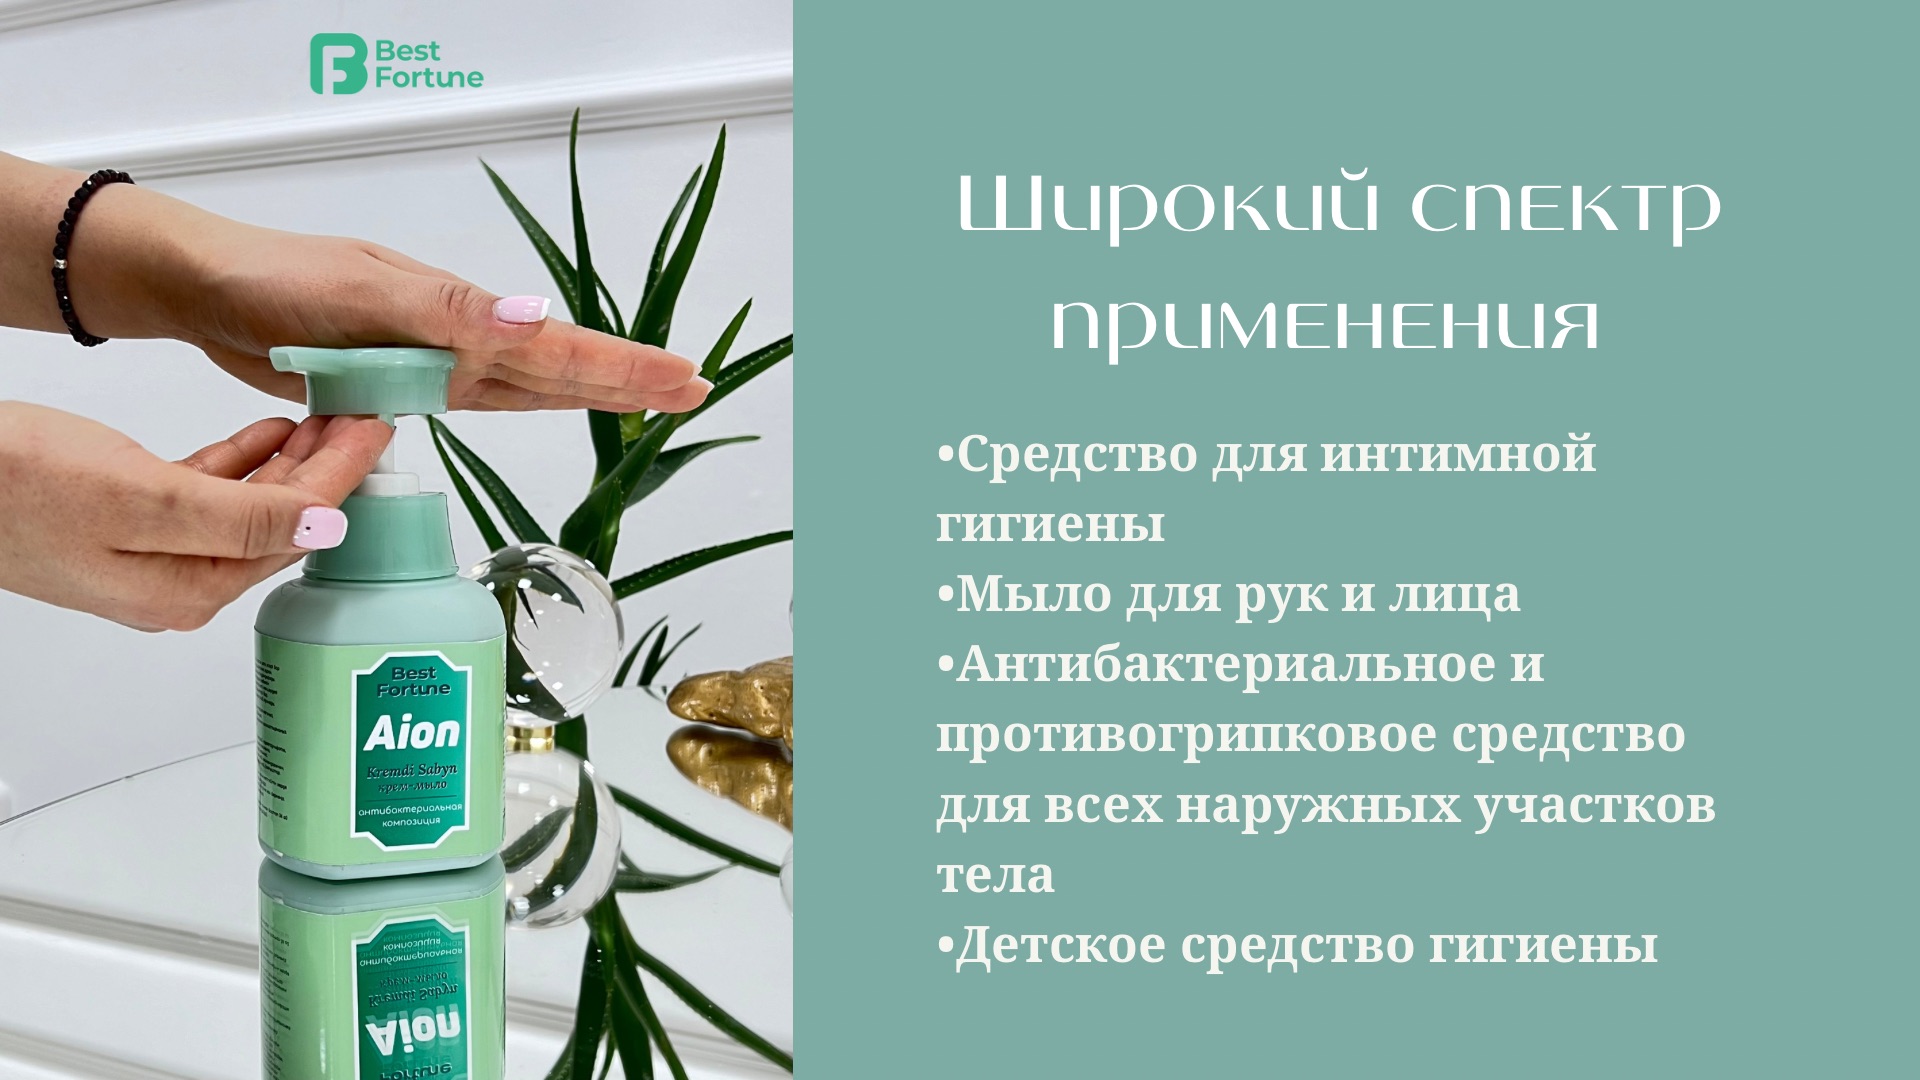 Best
Fortune
Широкий спектр
применения
•Средство для интимной
гигиены
•Мыло для рук и лица
•Антибактериальное и
противогрипковое средство
для всех наружных участков
тела
•Детское средство гигиены
Best
Fortune
Aion
Kremdi Sabyn
крем-мыло
антибактериальная
композиция